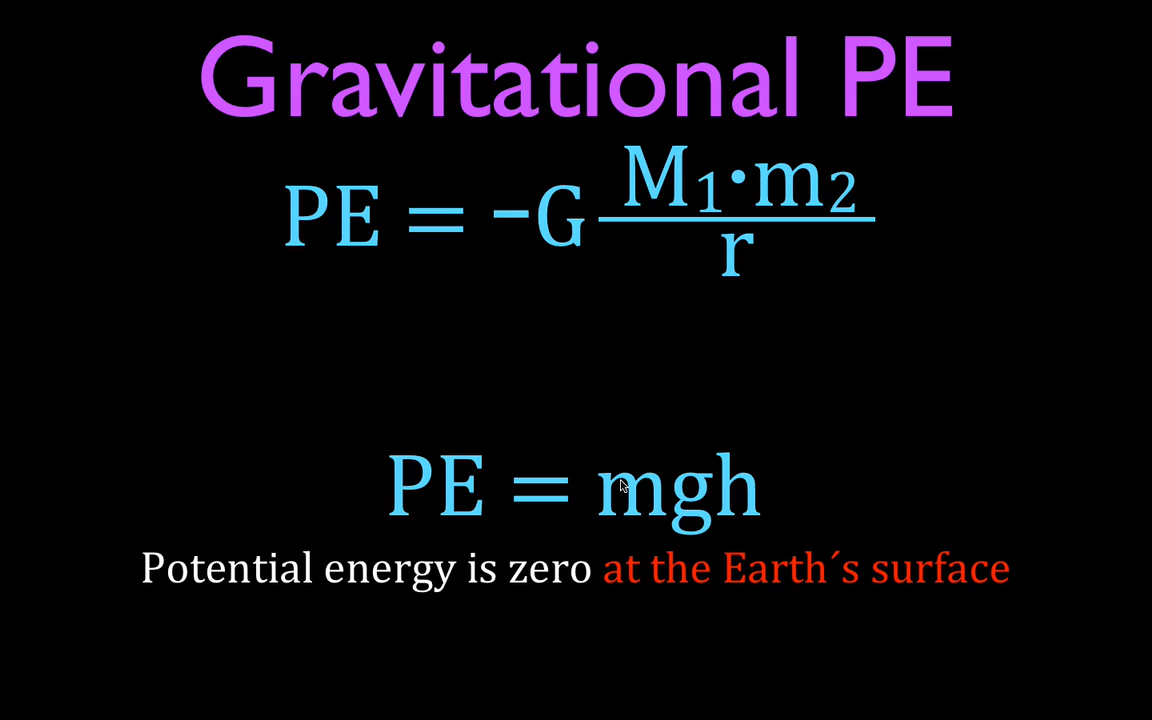 Gravitational PE
PE = −G M₁·m₂ / r
PE = mgh
Potential energy is zero at the Earth´s surface